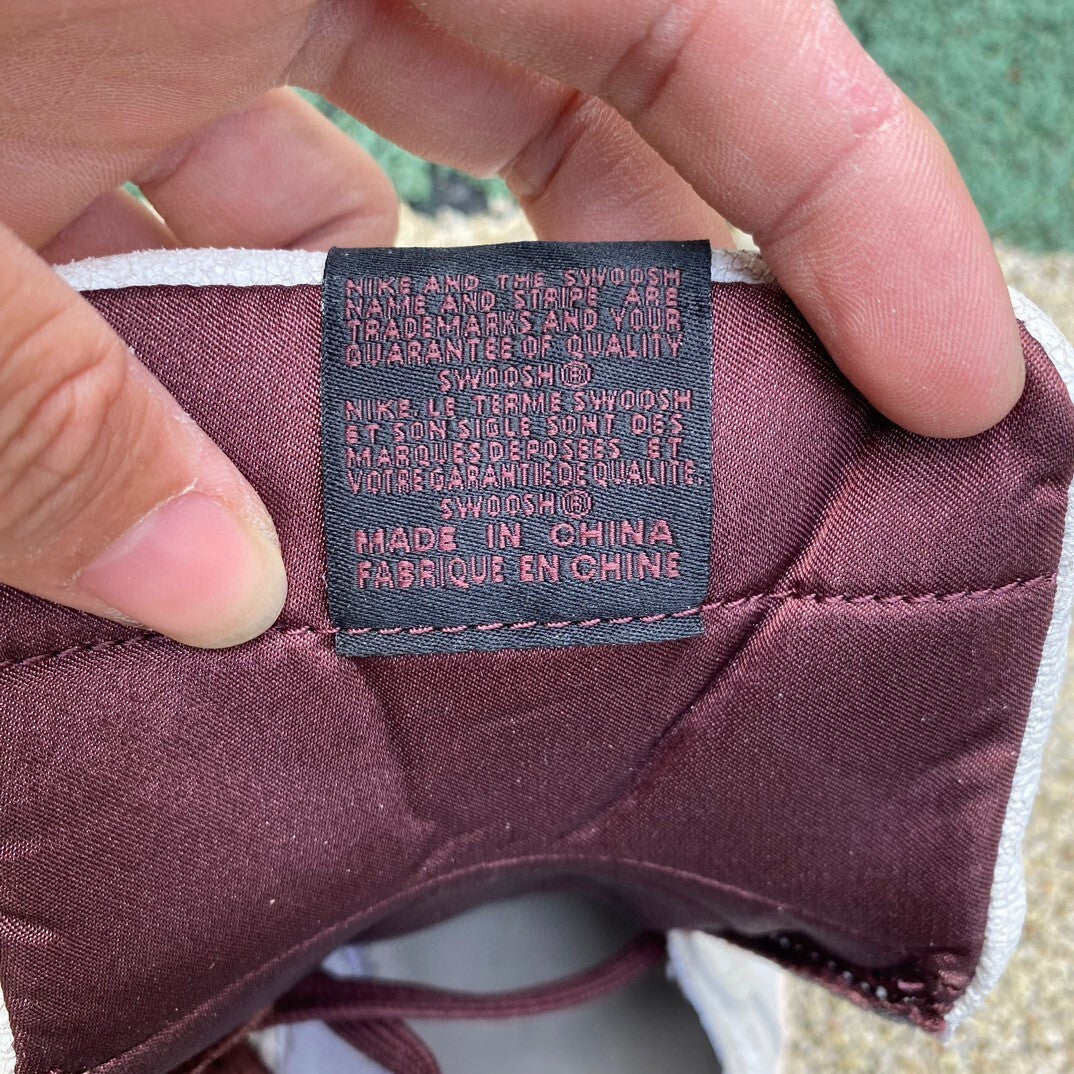 NIKE AND THE SWOOSH
NAME AND STRIPE ARE
TRADEMARKS AND YOUR
GUARANTEE OF QUALITY
SWOOSH®
NIKE, LE TERME SWOOSH
ET SON SIGLE SONT DES
MARQUES DEPOSEES ET
VOTRE GARANTIE DE QUALITE.
SWOOSH®
MADE IN CHINA
FABRIQUE EN CHINE